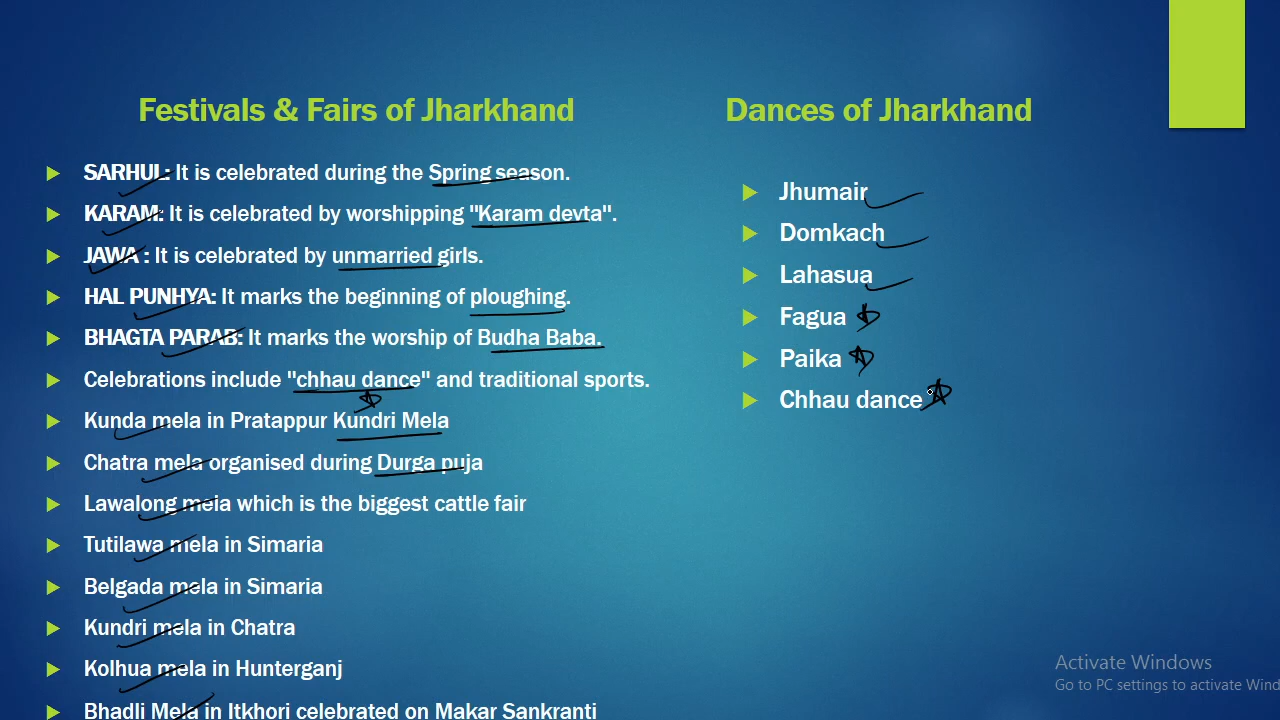 Festivals & Fairs of Jharkhand
SARHUL: It is celebrated during the Spring season.
KARAM: It is celebrated by worshipping "Karam devta".
JAWA : It is celebrated by unmarried girls.
HAL PUNHYA: It marks the beginning of ploughing.
BHAGTA PARAB: It marks the worship of Budha Baba.
Celebrations include "chhau dance" and traditional sports.
Kunda mela in Pratappur Kundri Mela
Chatra mela organised during Durga puja
Lawalong mela which is the biggest cattle fair
Tutilawa mela in Simaria
Belgada mela in Simaria
Kundri mela in Chatra
Kolhua mela in Hunterganj
Bhadli Mela in Itkhori celebrated on Makar Sankranti
Dances of Jharkhand
Jhumair
Domkach
Lahasua
Fagua
Paika
Chhau dance
Activate Windows
Go to PC settings to activate Wind